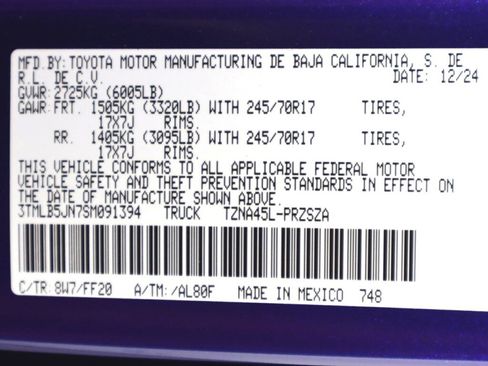 MFD.BY:TOYOTA MOTOR MANUFACTURING DE BAJA CALIFORNIA, S. DE
R.L. DE C.V. DATE: 12/24
GVWR:2725KG (6005LB)
GAWR:FRT. 1505KG (3320LB) WITH 245/70R17 TIRES,
17X7J RIMS.
RR. 1405KG (3095LB) WITH 245/70R17 TIRES,
17X7J RIMS.
THIS VEHICLE CONFORMS TO ALL APPLICABLE FEDERAL MOTOR
VEHICLE SAFETY AND THEFT PREVENTION STANDARDS IN EFFECT ON
THE DATE OF MANUFACTURE SHOWN ABOVE.
3TMLB5JN7SM091394 TRUCK TZNA45L-PRZSZA
C/TR:8W7/FF20 A/TM:/AL80F MADE IN MEXICO 748